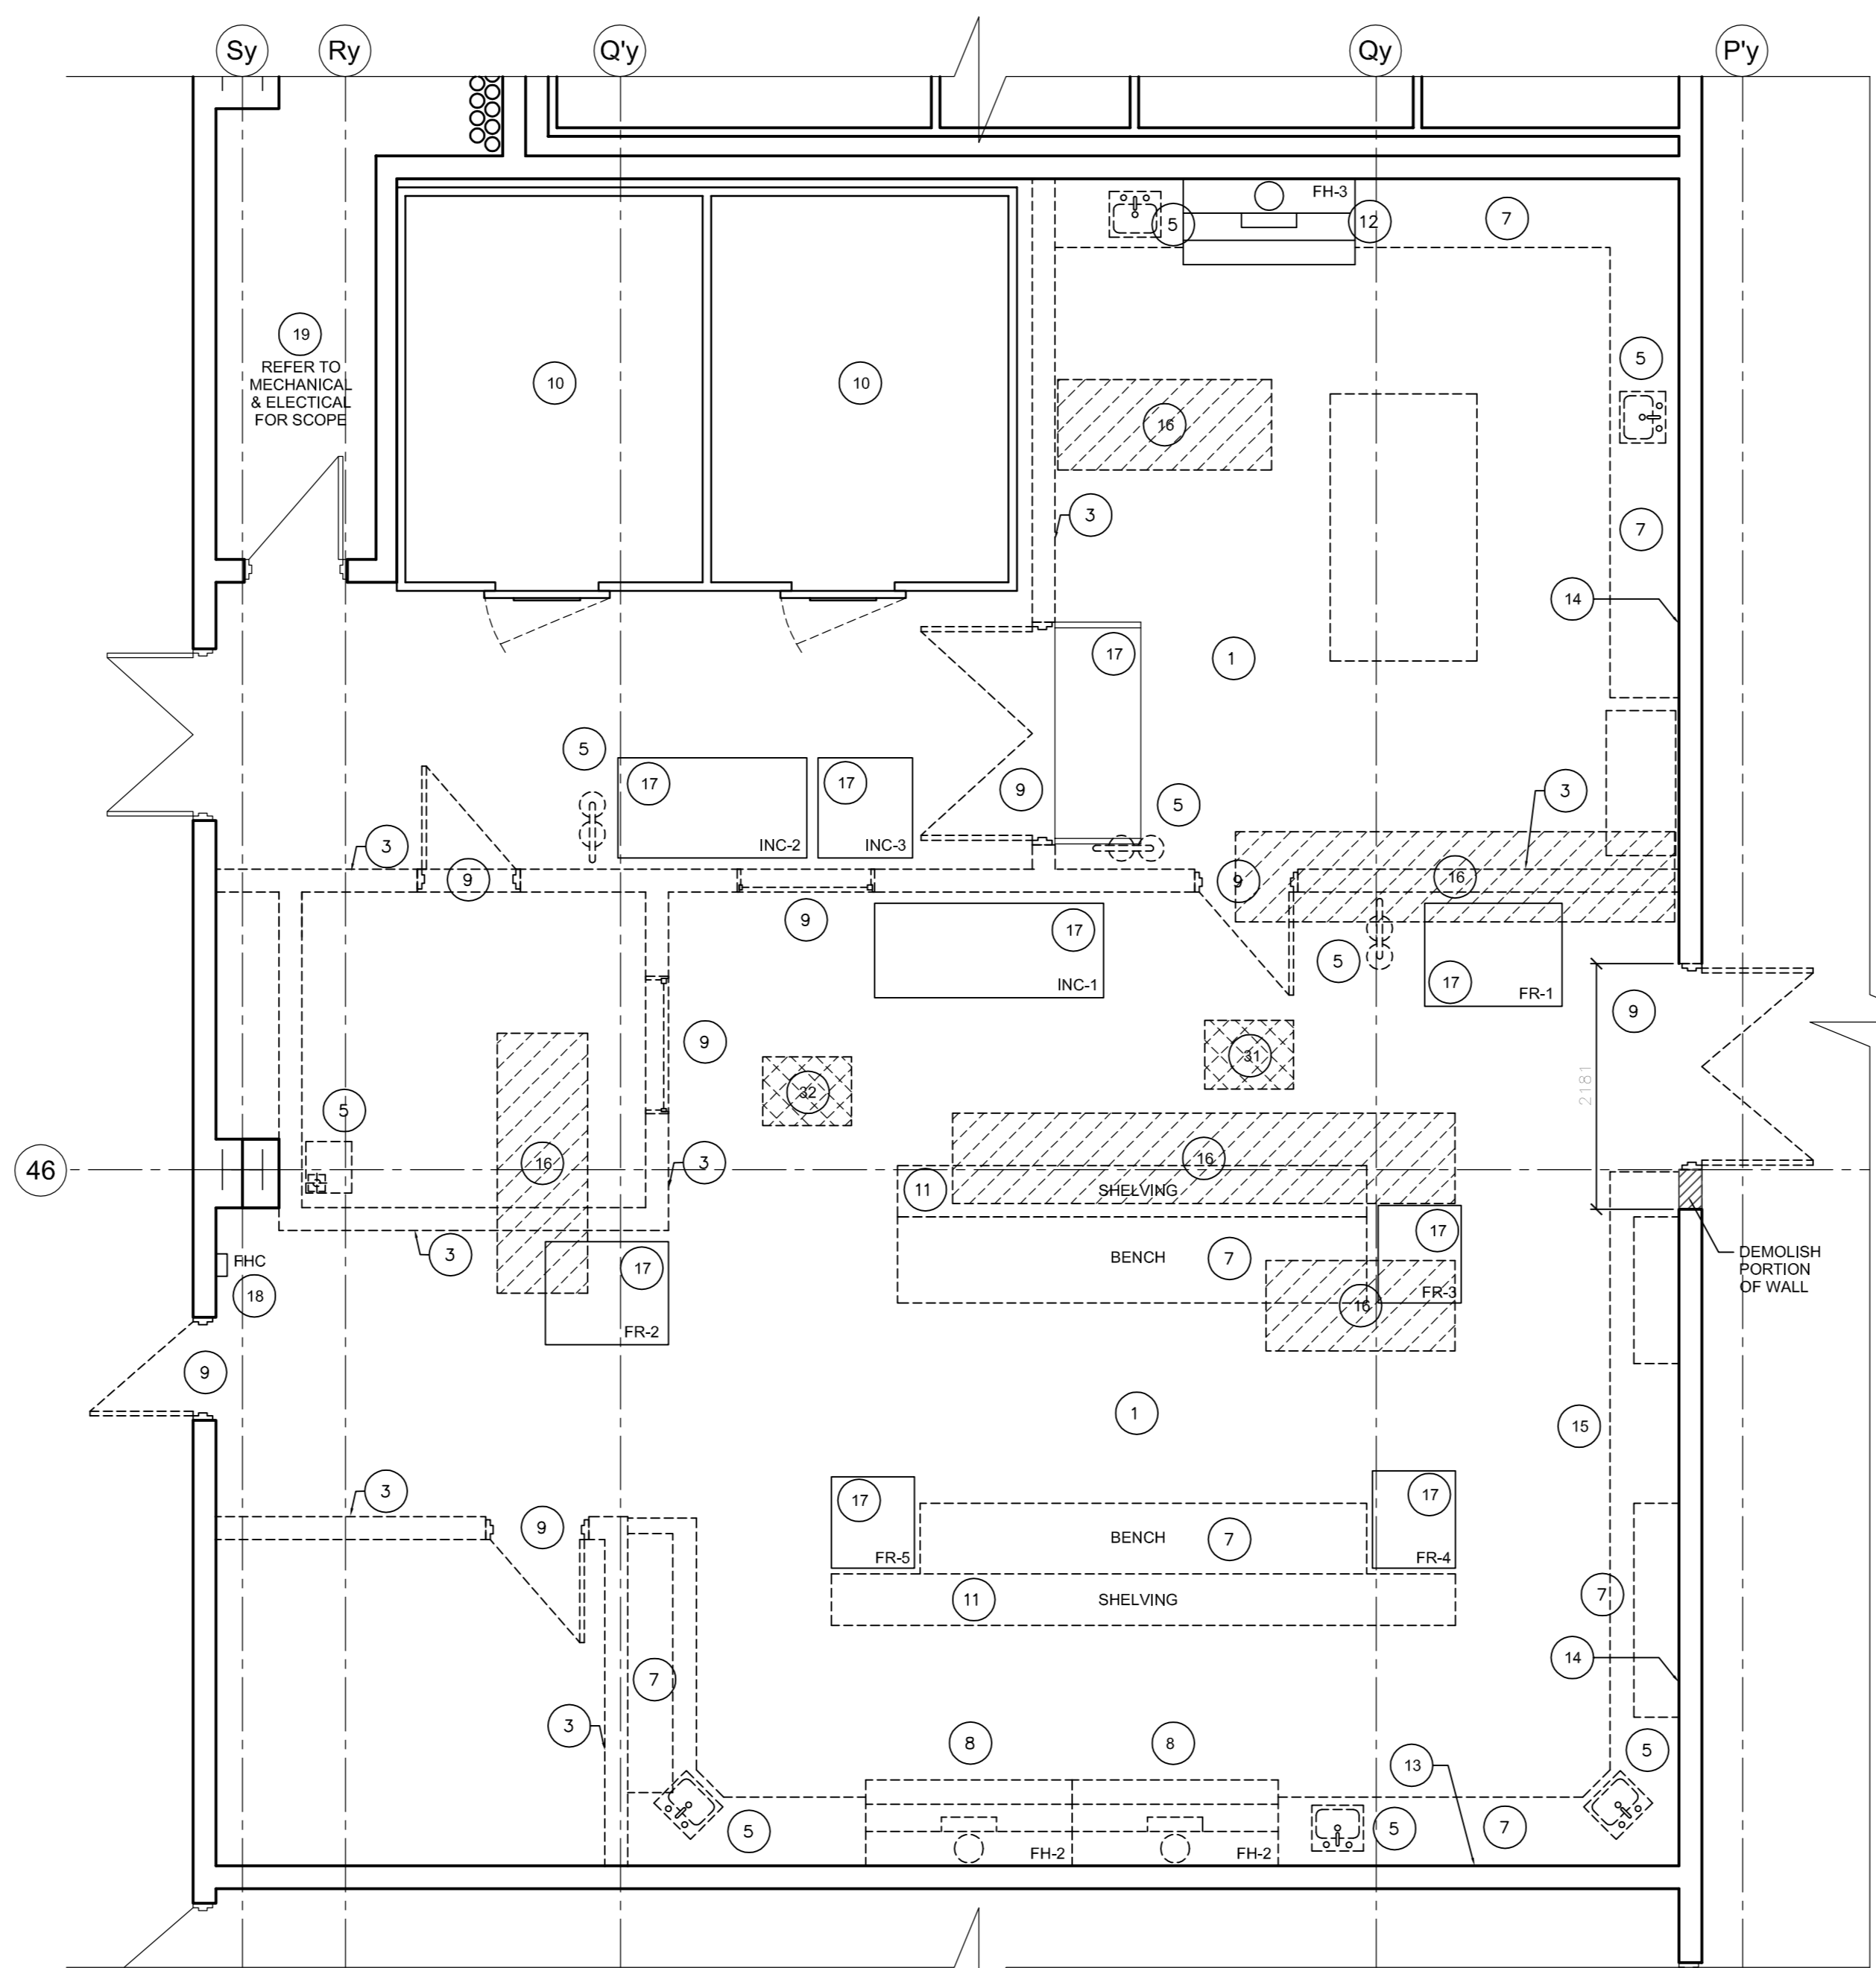 Sy
Ry
Q'y
Qy
P'y
FH-3
5
12
7
19
REFER TO
MECHANICAL
& ELECTICAL
FOR SCOPE
10
10
5
16
3
7
14
17
1
5
17
INC-2
17
INC-3
9
5
3
3
9
9
9
16
17
INC-1
5
17
FR-1
9
9
31
32
2181
5
46
16
3
16
11
SHELVING
17
FR-3
BENCH
7
DEMOLISH
PORTION
OF WALL
3
FHC
18
17
FR-2
16
9
1
15
3
9
17
FR-5
BENCH
7
17
FR-4
11
SHELVING
7
7
14
3
8
8
13
5
5
FH-2
FH-2
5
7